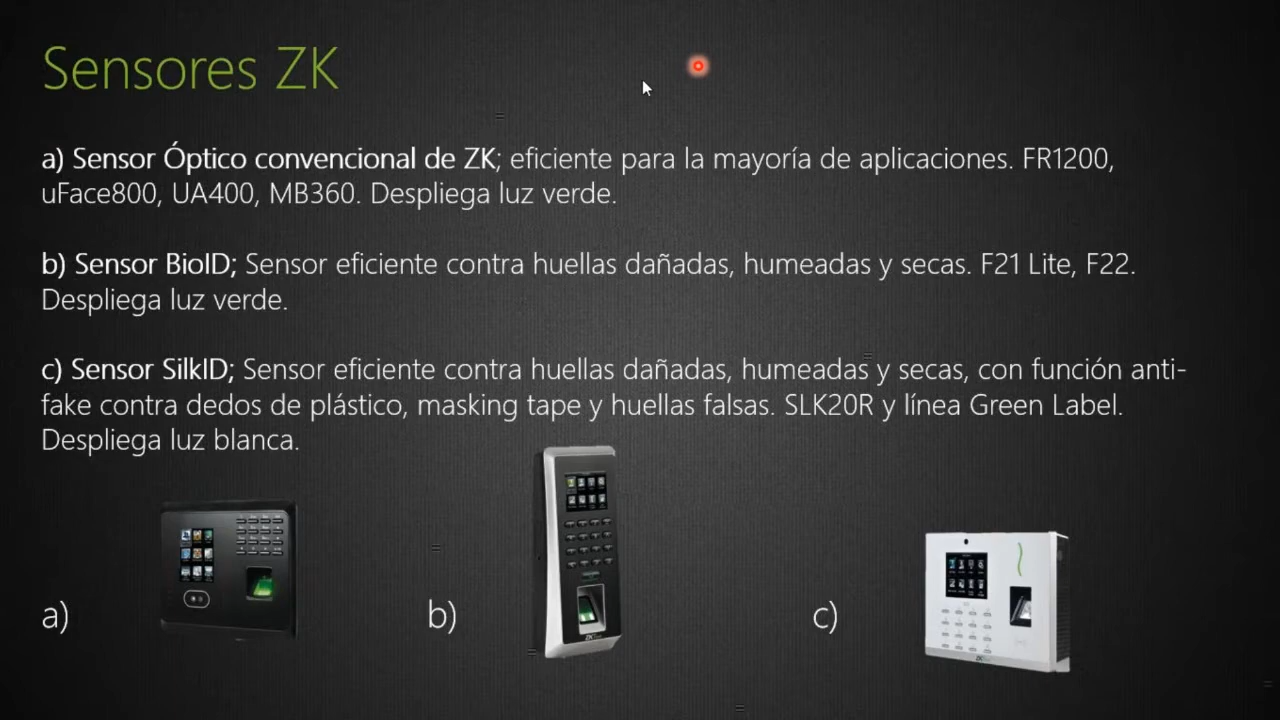 Sensores ZK
a) Sensor Óptico convencional de ZK; eficiente para la mayoría de aplicaciones. FR1200,
uFace800, UA400, MB360. Despliega luz verde.
b) Sensor BioID; Sensor eficiente contra huellas dañadas, humeadas y secas. F21 Lite, F22.
Despliega luz verde.
c) Sensor SilkID; Sensor eficiente contra huellas dañadas, humeadas y secas, con función anti-
fake contra dedos de plástico, masking tape y huellas falsas. SLK20R y línea Green Label.
Despliega luz blanca.
a)
b)
c)